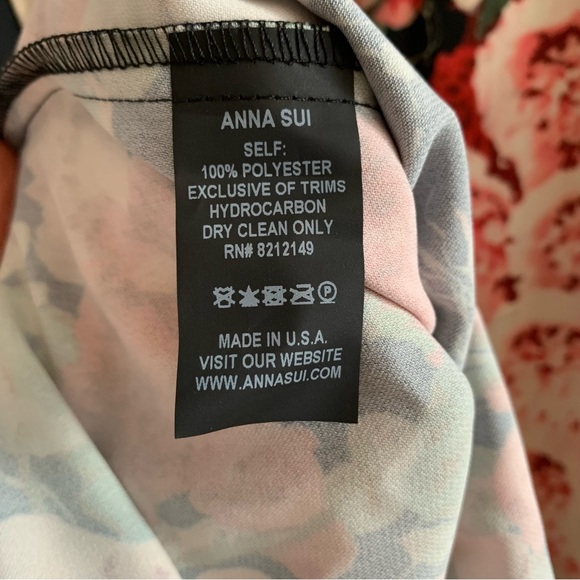 ANNA SUI
SELF:
100% POLYESTER
EXCLUSIVE OF TRIMS
HYDROCARBON
DRY CLEAN ONLY
RN# 8212149
P
MADE IN U.S.A.
VISIT OUR WEBSITE
WWW.ANNASUI.COM